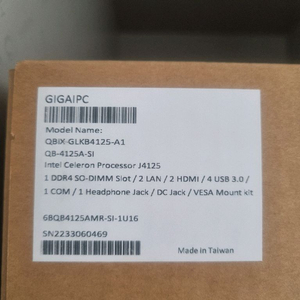 GIGAIPC
Model Name:
QBIX-GLKB4125-A1
QB-4125A-SI
Intel Celeron Processor J4125
1 DDR4 SO-DIMM Slot / 2 LAN / 2 HDMI / 4 USB 3.0 /
1 COM / 1 Headphone Jack / DC Jack / VESA Mount kit
6BQB4125AMR-SI-1U16
SN2233060469
Made in Taiwan